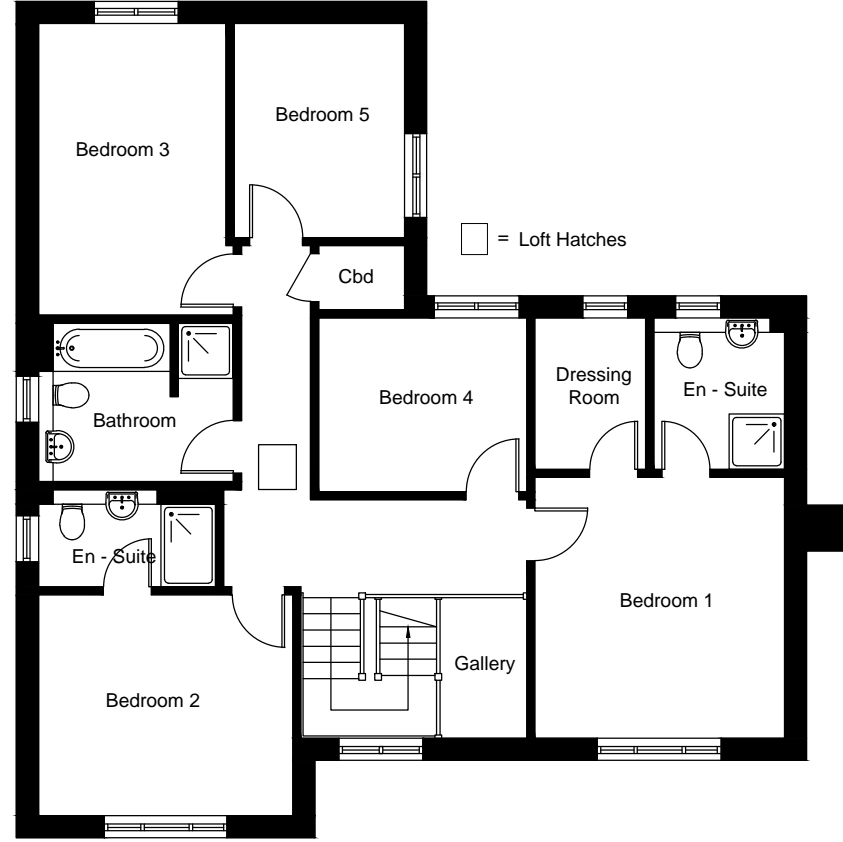 Bedroom 5
Bedroom 3
= Loft Hatches
Cbd
Dressing
Room
En - Suite
Bedroom 4
Bathroom
En - Suite
Bedroom 1
Gallery
Bedroom 2